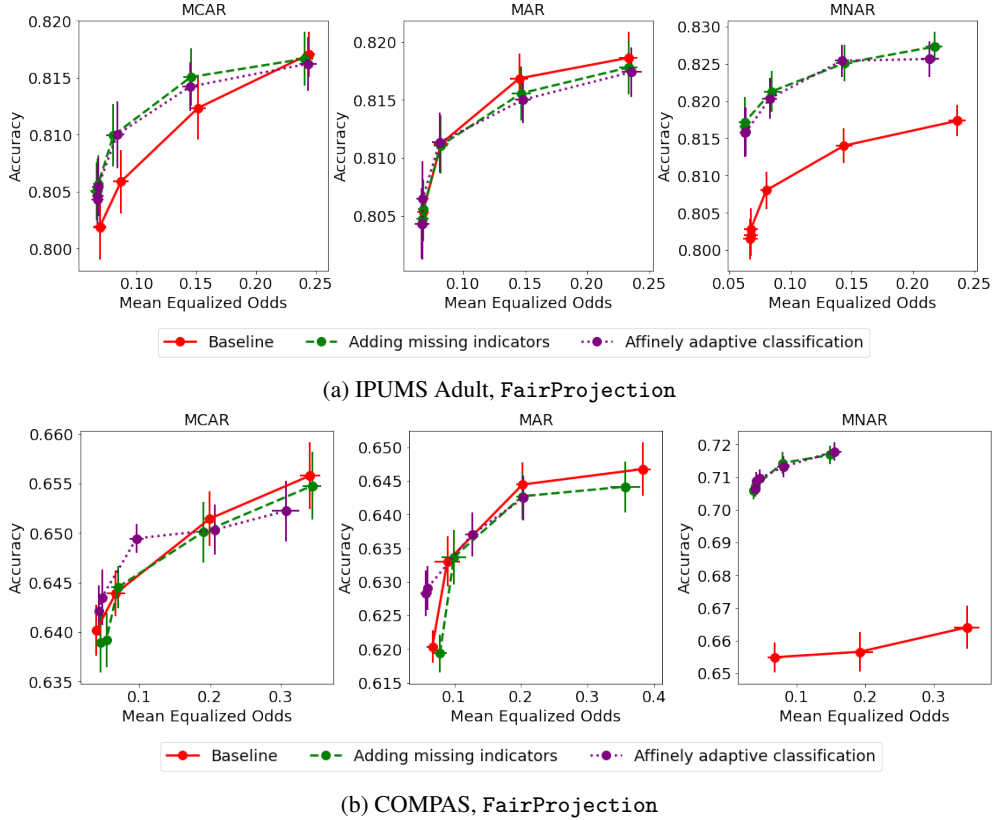 MCAR
MAR
MNAR
0.820
0.815
0.810
0.805
0.800
Accuracy
0.10
0.15
0.20
0.25
Mean Equalized Odds
0.820
0.815
0.810
0.805
Accuracy
0.10
0.15
0.20
0.25
Mean Equalized Odds
0.830
0.825
0.820
0.815
0.810
0.805
0.800
Accuracy
0.05
0.10
0.15
0.20
0.25
Mean Equalized Odds
Baseline Adding missing indicators Affinely adaptive classification
(a) IPUMS Adult, FairProjection
MCAR
MAR
MNAR
0.660
0.655
0.650
0.645
0.640
0.635
Accuracy
0.1
0.2
0.3
Mean Equalized Odds
0.650
0.645
0.640
0.635
0.630
0.625
0.620
0.615
Accuracy
0.1
0.2
0.3
0.4
Mean Equalized Odds
0.72
0.71
0.70
0.69
0.68
0.67
0.66
0.65
Accuracy
0.1
0.2
0.3
Mean Equalized Odds
Baseline Adding missing indicators Affinely adaptive classification
(b) COMPAS, FairProjection